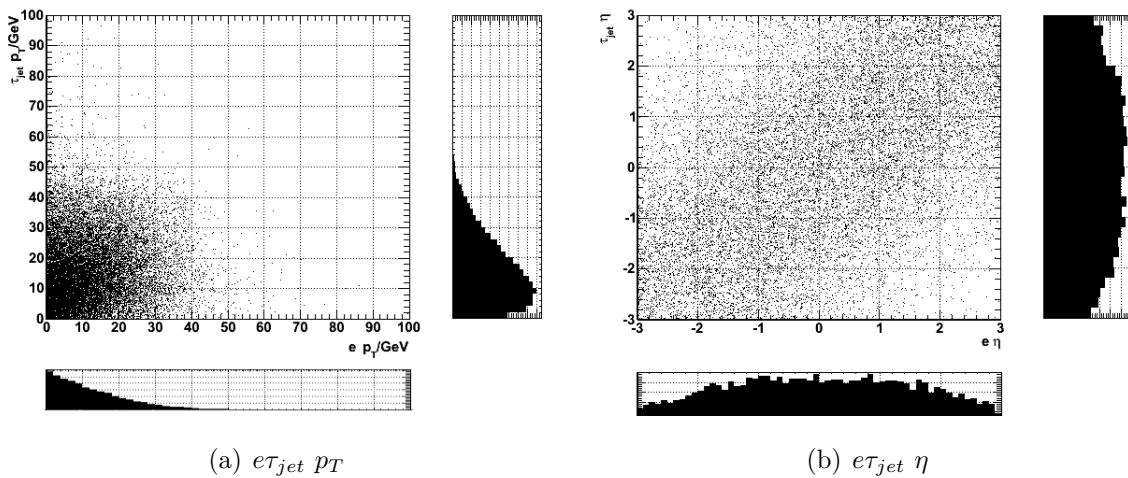 τjet pT/GeV
100
90
80
70
60
50
40
30
20
10
0
0 10 20 30 40 50 60 70 80 90 100
e pT/GeV
(a) eτjet pT
τjet η
3
2
1
0
-1
-2
-3
-3 -2 -1 0 1 2 3
e η
(b) eτjet η